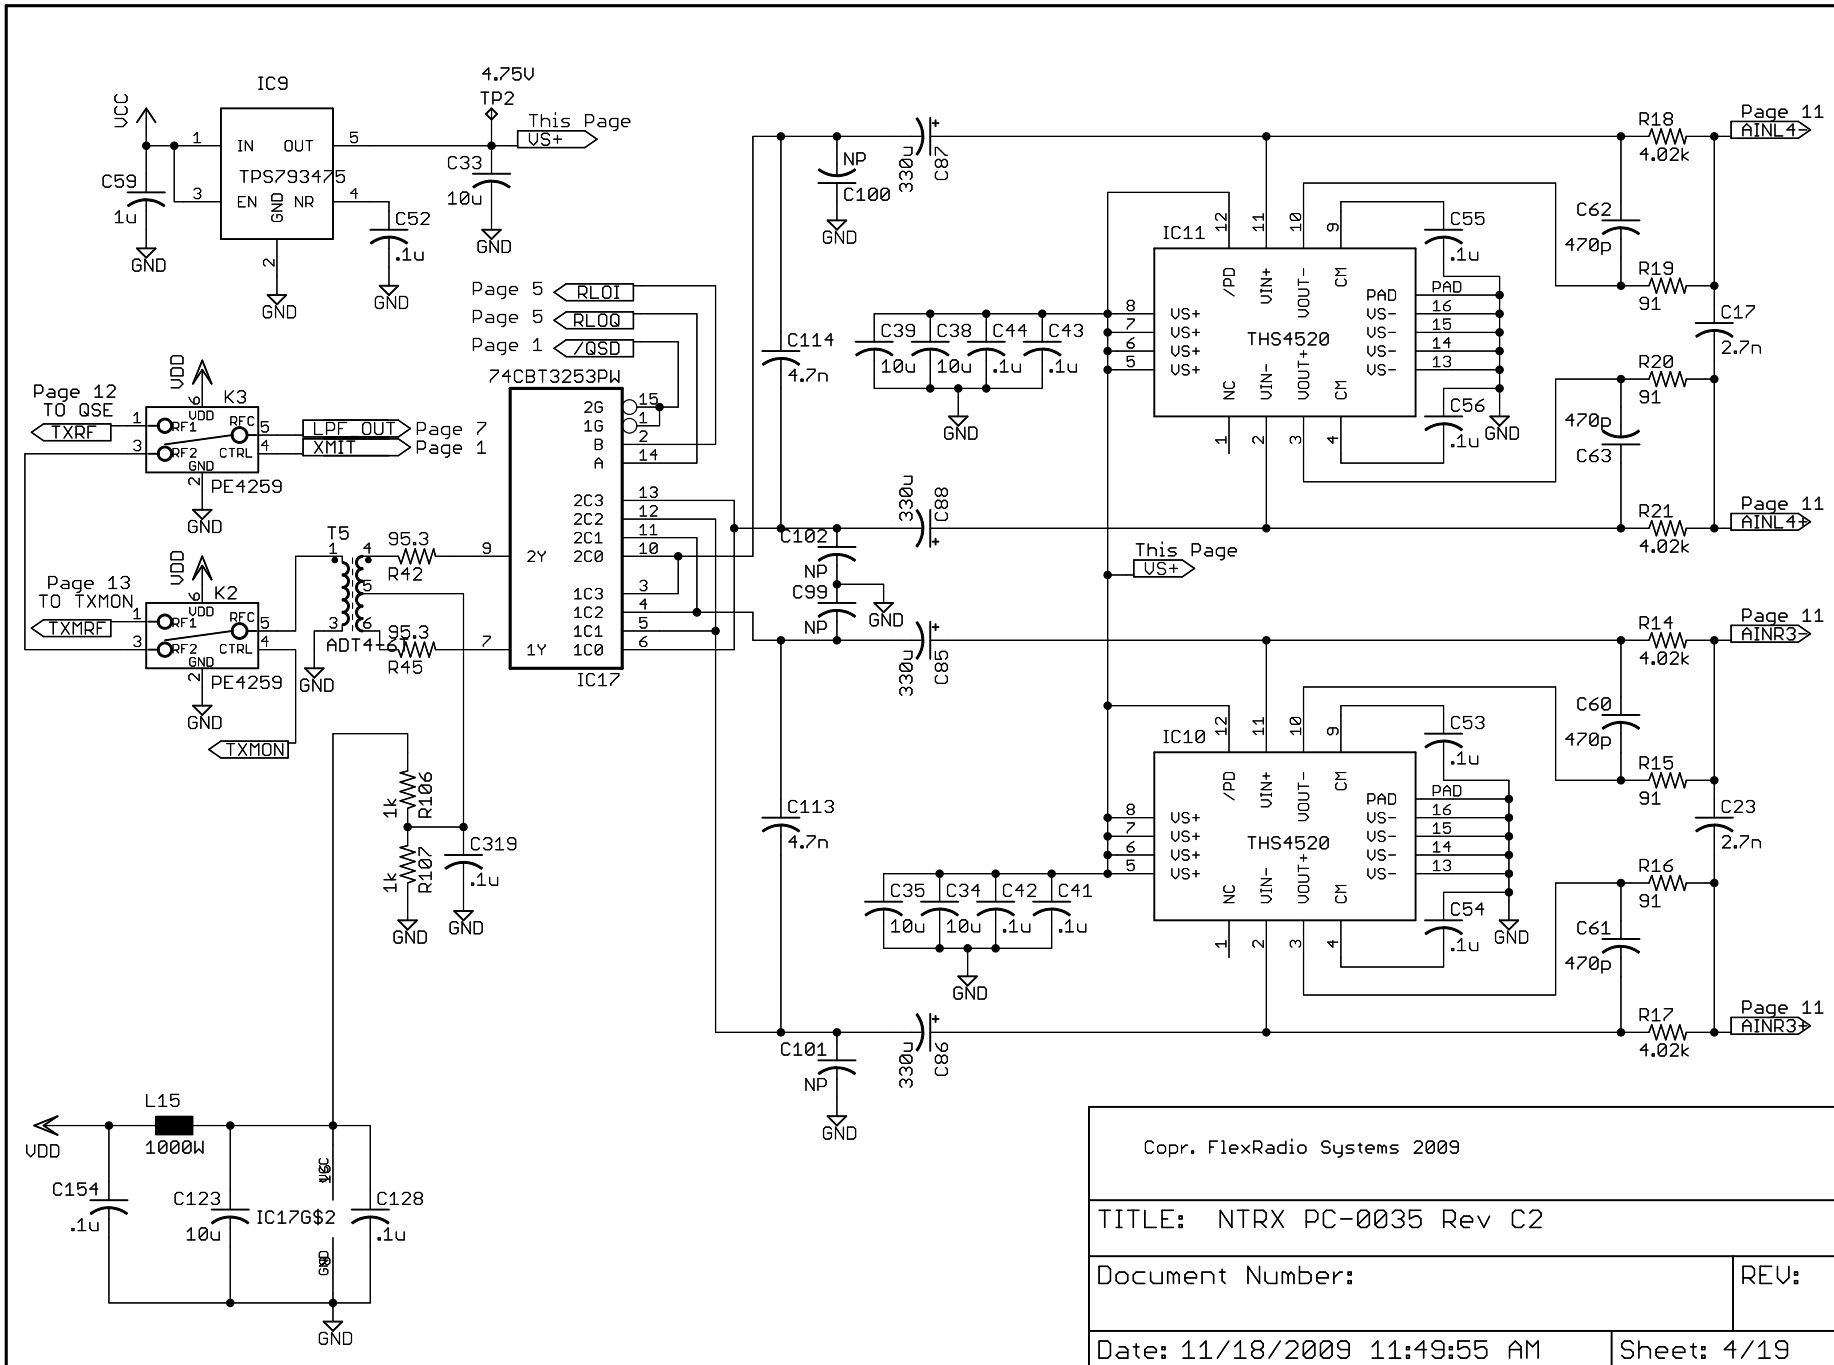 IC9
VCC
1 IN OUT 5
TPS793475
3 EN NR 4
GND
2
C59
1u
GND
GND
C52
.1u
GND
4.75V
TP2
This Page
VS+
C33
10u
GND
Page 5 RLOI
Page 5 RLOQ
Page 1 /QSD
74CBT3253PW
2G 15
1G 1
B 2
A 14
2C3 13
2C2 12
2C1 11
2C0 10
1C3 3
1C2 4
1C1 5
1C0 6
9 2Y
7 1Y
IC17
Page 12
TO QSE
TXRF
VDD
6
K3
1
3
VDD
RF1
RF2
RFC
CTRL
GND
5
4
2
PE4259
GND
LPF OUT Page 7
XMIT Page 1
Page 13
TO TXMON
TXMRF
VDD
6
K2
1
3
VDD
RF1
RF2
RFC
CTRL
GND
5
4
2
PE4259
GND
TXMON
T5
1 4
5
3 6
GND
95.3
R42
95.3
R45
1k
R106
1k
R107
GND
C319
.1u
GND
C114
4.7n
NP
C100
GND
330u
C87
330u
C88
C102
NP
C99
NP
GND
330u
C85
C113
4.7n
C101
NP
GND
330u
C86
C39
10u
C38
10u
C44
.1u
C43
.1u
GND
IC11
12 11 10 9
/PD VIN+ VOUT- CM
8 VS+
7 VS+
6 VS+
5 VS+
THS4520
PAD PAD
VS- 16
VS- 15
VS- 14
VS- 13
NC VIN- VOUT+ CM
1 2 3 4
C55
.1u
C56
.1u
GND
R18
4.02k
Page 11
AINL4-
C62
470p
R19
91
C17
2.7n
R20
91
470p
C63
R21
4.02k
Page 11
AINL4+
This Page
VS+
C35
10u
C34
10u
C42
.1u
C41
.1u
GND
IC10
12 11 10 9
/PD VIN+ VOUT- CM
8 VS+
7 VS+
6 VS+
5 VS+
THS4520
PAD PAD
VS- 16
VS- 15
VS- 14
VS- 13
NC VIN- VOUT+ CM
1 2 3 4
C53
.1u
C54
.1u
GND
R14
4.02k
Page 11
AINR3-
C60
470p
R15
91
C23
2.7n
R16
91
C61
470p
R17
4.02k
Page 11
AINR3+
VDD
L15
1000W
C154
.1u
C123
10u
IC17G$2
C128
.1u
GND
Copr. FlexRadio Systems 2009
TITLE: NTRX PC-0035 Rev C2
Document Number:
REV:
Date: 11/18/2009 11:49:55 AM
Sheet: 4/19